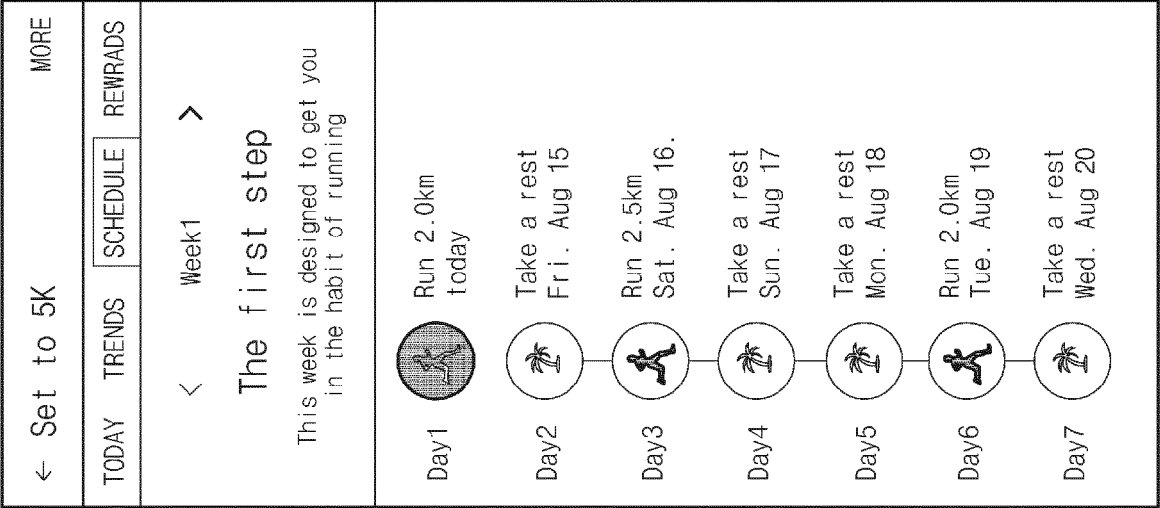 ← Set to 5K MORE
TODAY TRENDS SCHEDULE REWRADS
< Week1 >
The first step
This week is designed to get you
in the habit of running
Day1 Run 2.0km
today
Day2 Take a rest
Fri. Aug 15
Day3 Run 2.5km
Sat. Aug 16.
Day4 Take a rest
Sun. Aug 17
Day5 Take a rest
Mon. Aug 18
Day6 Run 2.0km
Tue. Aug 19
Day7 Take a rest
Wed. Aug 20